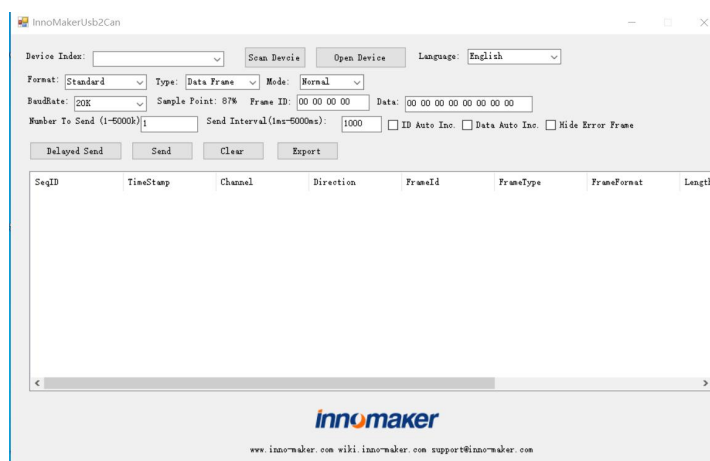 InnoMakerUsb2Can
Device Index: Scan Devcie Open Device Language: English
Format: Standard Type: Data Frame Mode: Normal
BaudRate: 20K Sample Point: 87% Frame ID: 00 00 00 00 Data: 00 00 00 00 00 00 00 00
Number To Send (1-5000k) 1 Send Interval(1ms-5000ms): 1000 ID Auto Inc. Data Auto Inc. Hide Error Frame
Delayed Send Send Clear Export
SeqID TimeStamp Channel Direction FrameId FrameType FrameFormat Length
innomaker
www.inno-maker.com wiki.inno-maker.com support@inno-maker.com